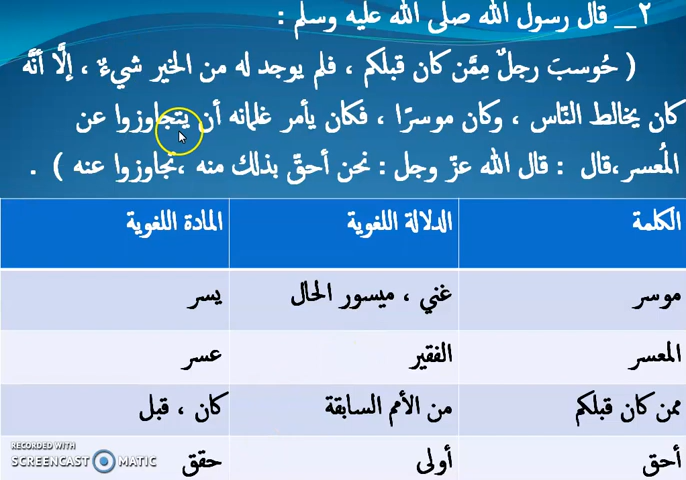 ٢_ قال رسول الله صلى الله عليه وسلم :
( حُوسبَ رجلٌ مِمَّن كان قبلكم ، فلم يوجد له من الخير شيءٌ ، إلَّا أنَّه
كان يخالط النّاس ، وكان موسرًا ، فكان يأمر غلمانه أن يتجاوزوا عن
المُعسر،قال : قال الله عزّ وجل : نحن أحقّ بذلك منه ،تجاوزوا عنه ) .
الكلمة الدلالة اللغوية المادة اللغوية
موسر غني ، ميسور الحال يسر
المعسر الفقير عسر
ممن كان قبلكم من الأمم السابقة كان ، قبل
أحق أولى حقق
RECORDED WITH
SCREENCAST MATIC